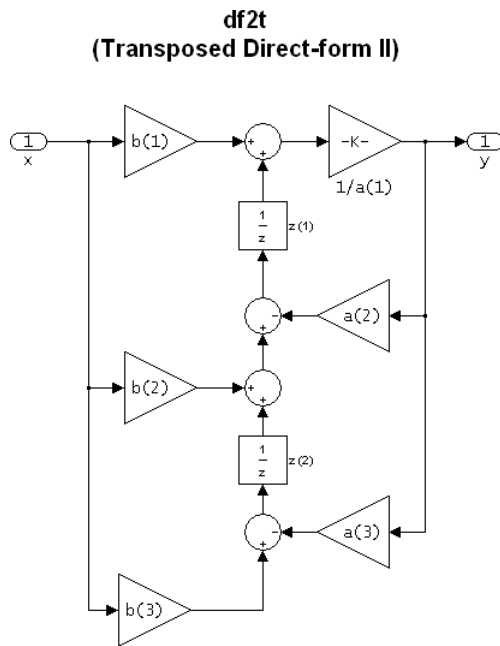 df2t
(Transposed Direct-form II)
1
x
b(1)
+
+
-K-
1/a(1)
1
y
1
z
z(1)
-
+
a(2)
b(2)
+
+
1
z
z(2)
-
+
a(3)
b(3)